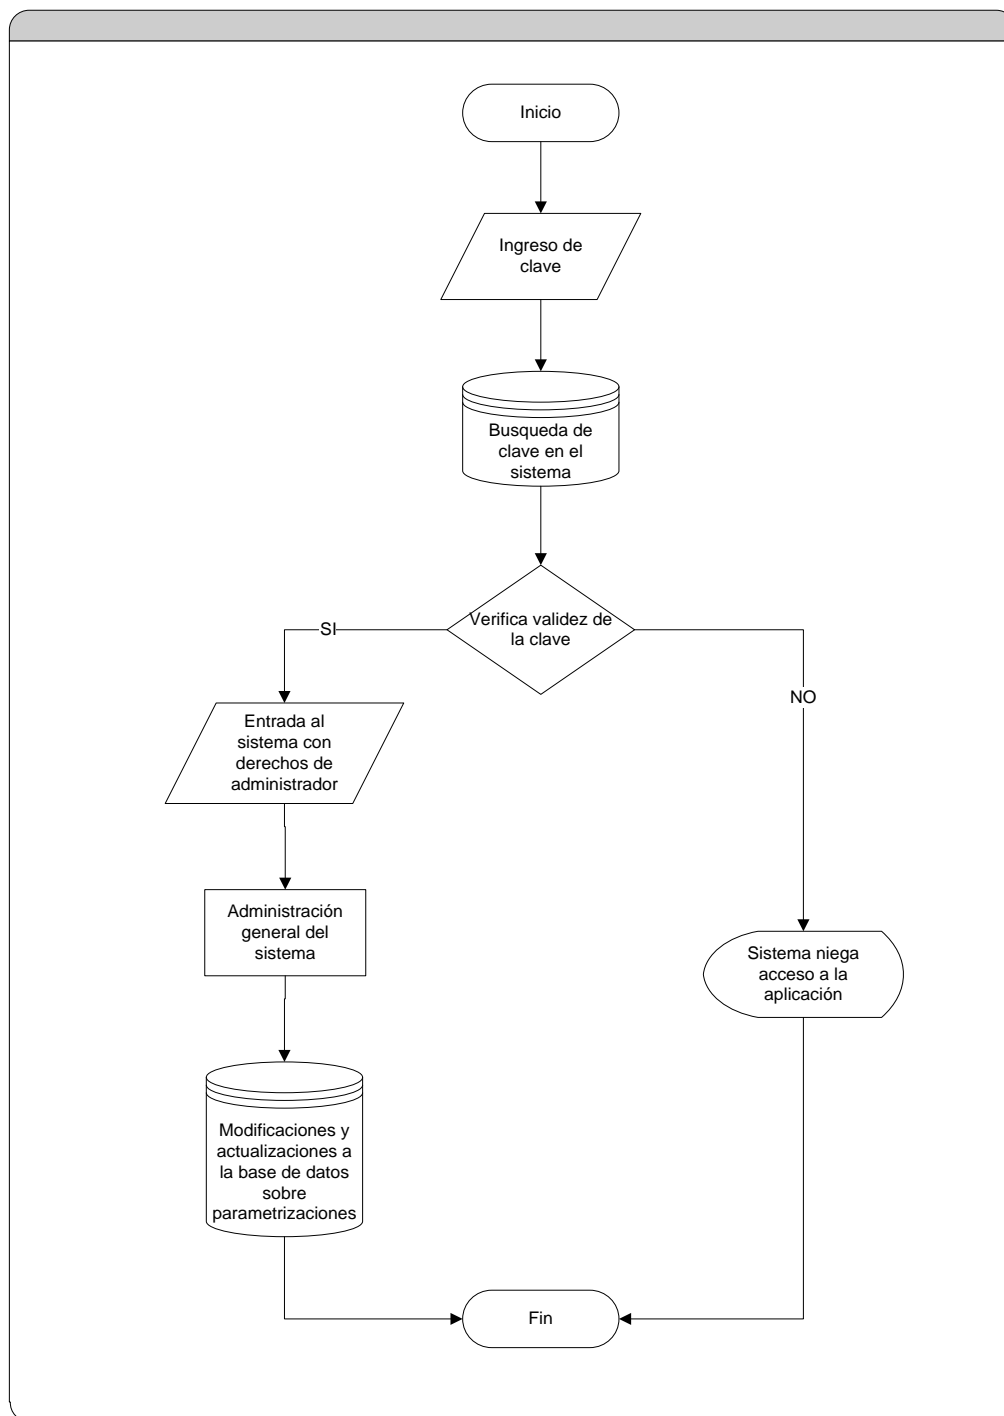 Inicio
Ingreso de
clave
Busqueda de
clave en el
sistema
Verifica validez de
la clave
SI
NO
Entrada al
sistema con
derechos de
administrador
Administración
general del
sistema
Sistema niega
acceso a la
aplicación
Modificaciones y
actualizaciones a
la base de datos
sobre
parametrizaciones
Fin